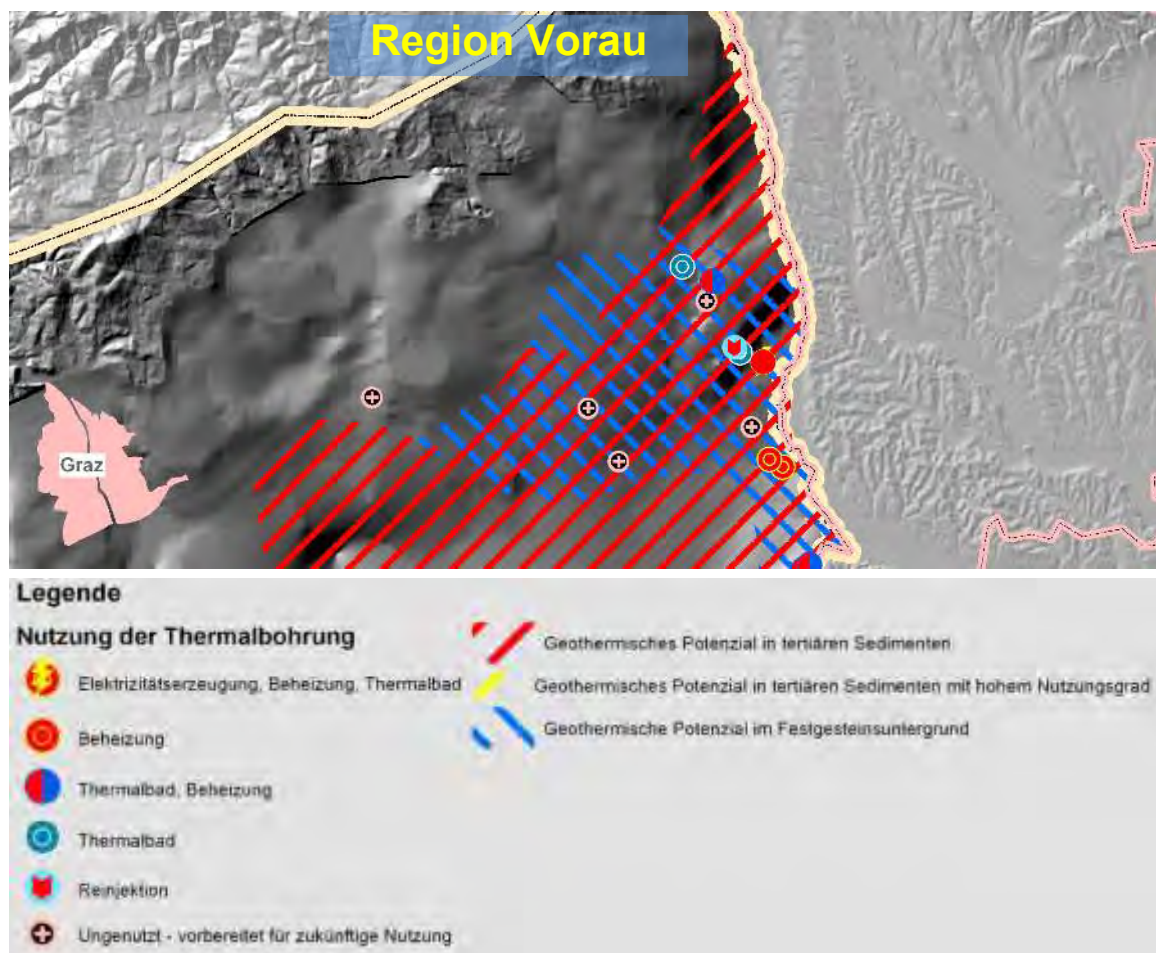 Region Vorau
Graz
Legende
Nutzung der Thermalbohrung
Elektrizitätserzeugung, Beheizung, Thermalbad
Beheizung
Thermalbad, Beheizung
Thermalbad
Reinjektion
Ungenutzt - vorbereitet für zukünftige Nutzung
Geothermisches Potenzial in tertiären Sedimenten
Geothermisches Potenzial in tertiären Sedimenten mit hohem Nutzungsgrad
Geothermische Potenzial im Festgesteinsuntergrund